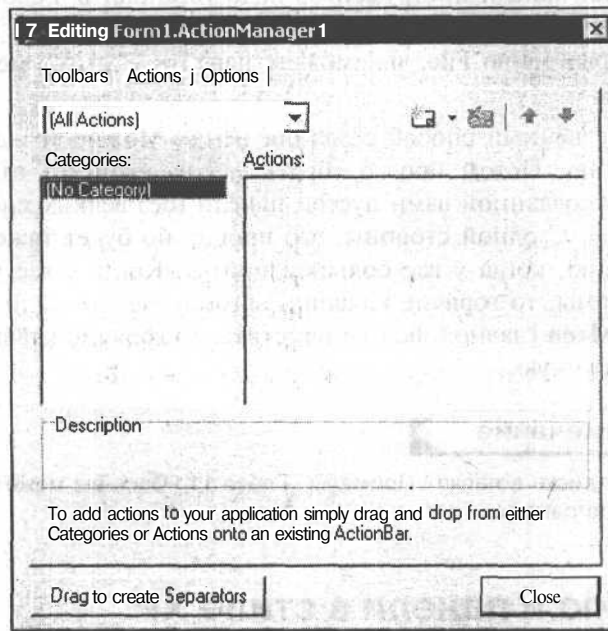 7 Editing Form1.ActionManager1
Toolbars Actions Options
(All Actions)
Categories: Actions:
(No Category)
Description
To add actions to your application simply drag and drop from either
Categories or Actions onto an existing ActionBar.
Drag to create Separators Close